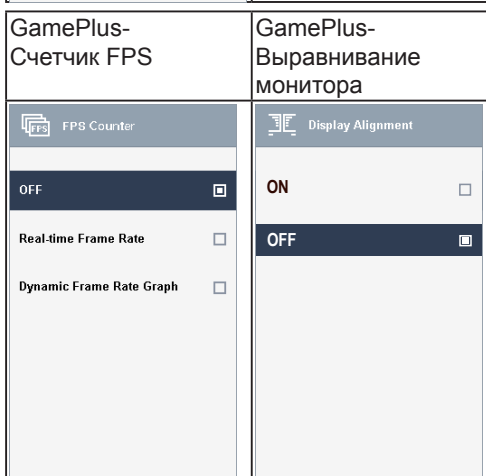 GamePlus-
Счетчик FPS
GamePlus-
Выравнивание
монитора
FPS
FPS Counter
OFF
Real-time Frame Rate
Dynamic Frame Rate Graph
Display Alignment
ON
OFF